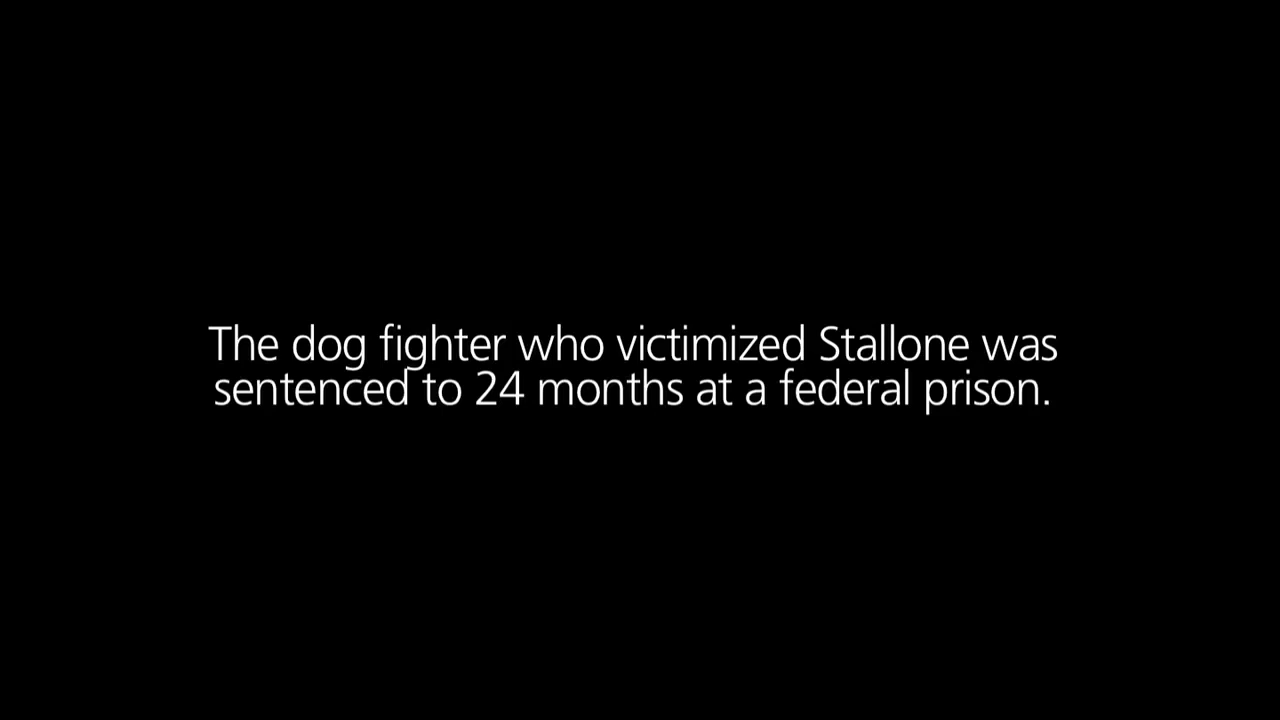 The dog fighter who victimized Stallone was
sentenced to 24 months at a federal prison.